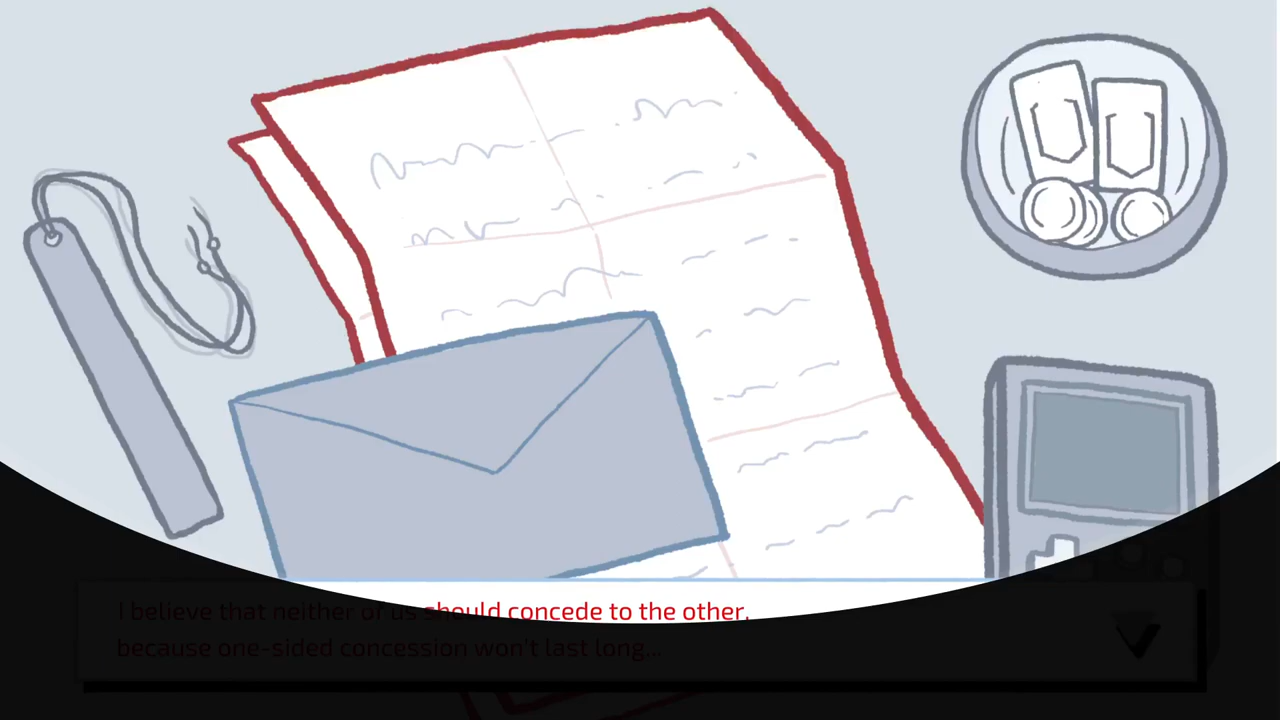 I believe that neither of us should concede to the other,
because one-sided concession won't last long...